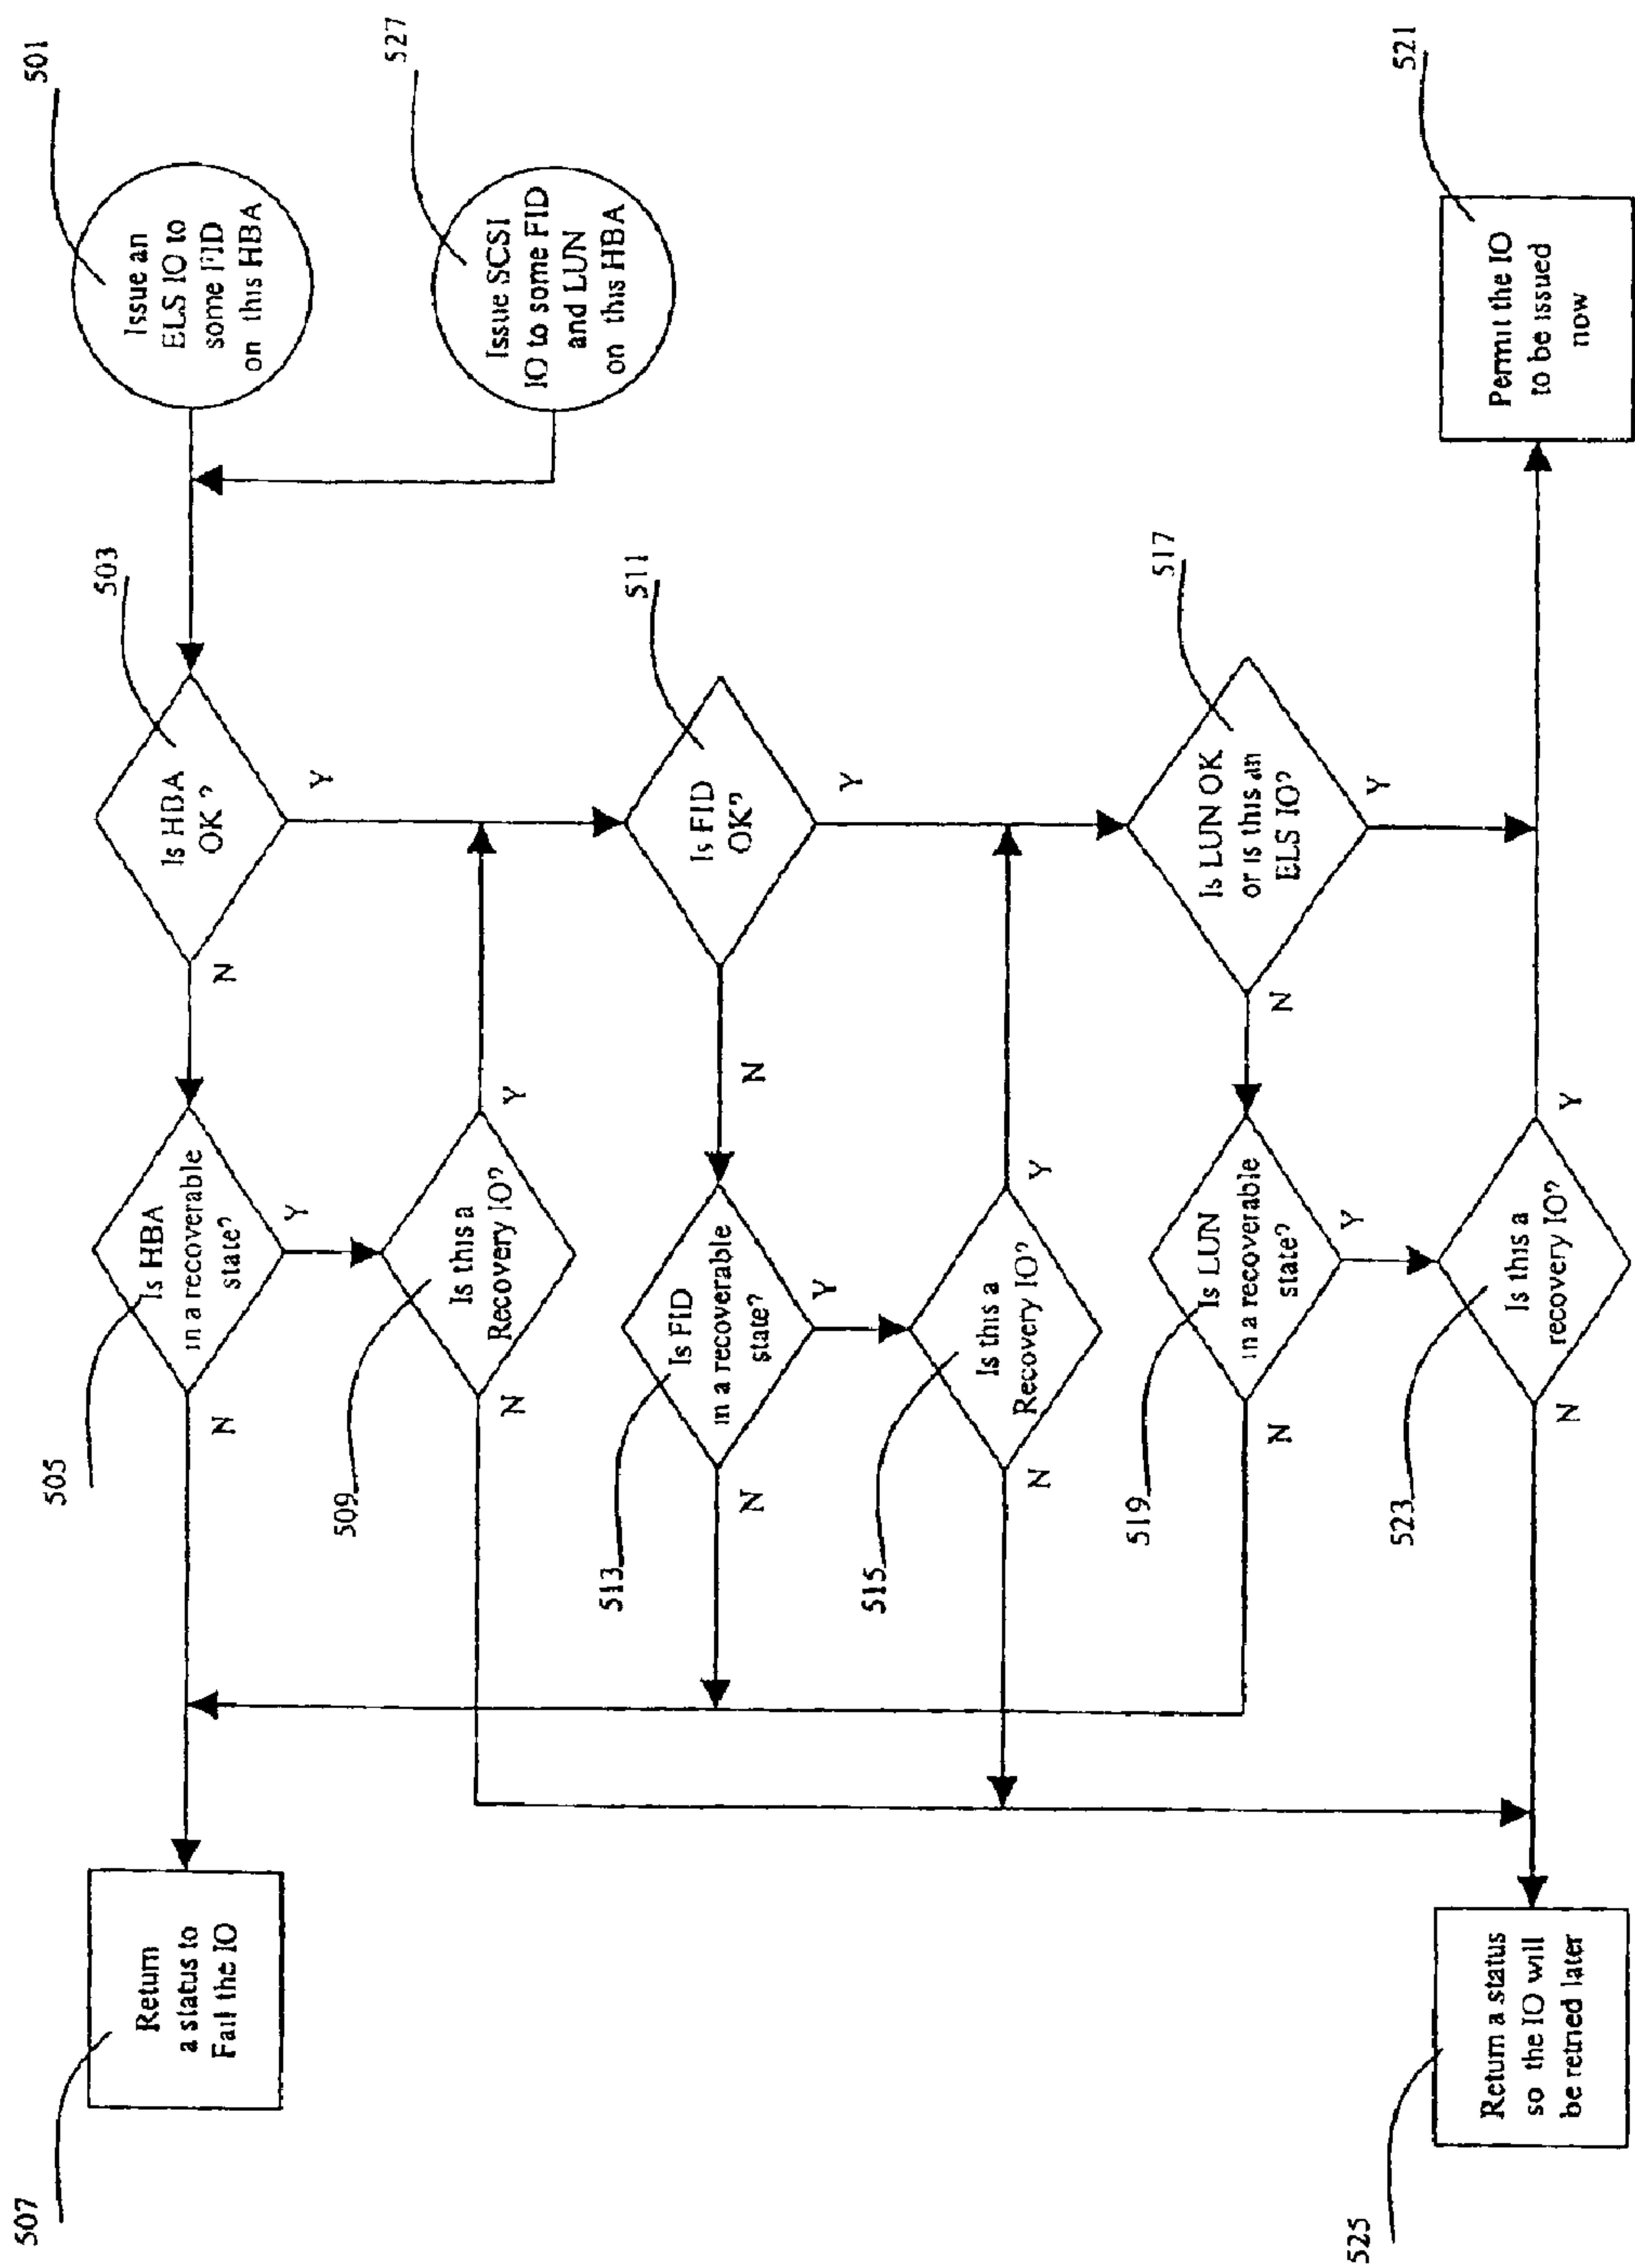 507
Return
a status to
Fail the IO
505
Is HBA
in a recoverable
state?
503
Is HBA
OK ?
501
Issue an
ELS IO to
some FID
on this HBA
N
Y
N
Y
509
Is this a
Recovery IO?
N
Y
527
Issue SCSI
IO to some FID
and LUN
on this HBA
513
Is FID
in a recoverable
state?
511
Is FID
OK?
N
Y
N
Y
515
Is this a
Recovery IO?
N
Y
519
Is LUN
in a recoverable
state?
517
Is LUN OK
or is this an
ELS IO?
N
Y
N
Y
525
Return a status
so the IO will
be retried later
523
Is this a
recovery IO?
N
Y
521
Permit the IO
to be issued
now